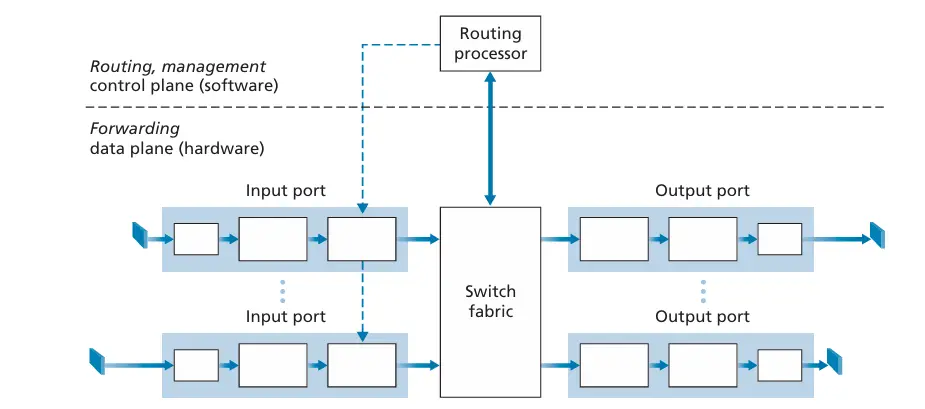 Routing
processor
Routing, management
control plane (software)
Forwarding
data plane (hardware)
Input port
Output port
Switch
fabric
Input port
Output port